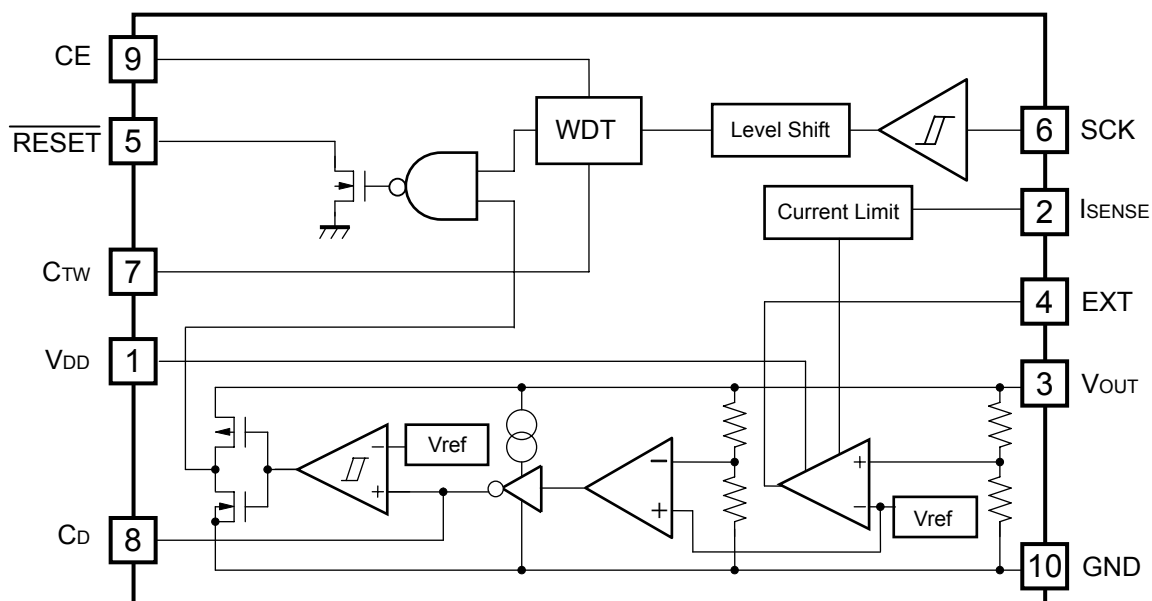 CE
9
RESET
5
CTW
7
VDD
1
CD
8
WDT
Level Shift
Current Limit
6
SCK
2
ISENSE
4
EXT
3
VOUT
10
GND
Vref
−
+
−
+
+
−
Vref